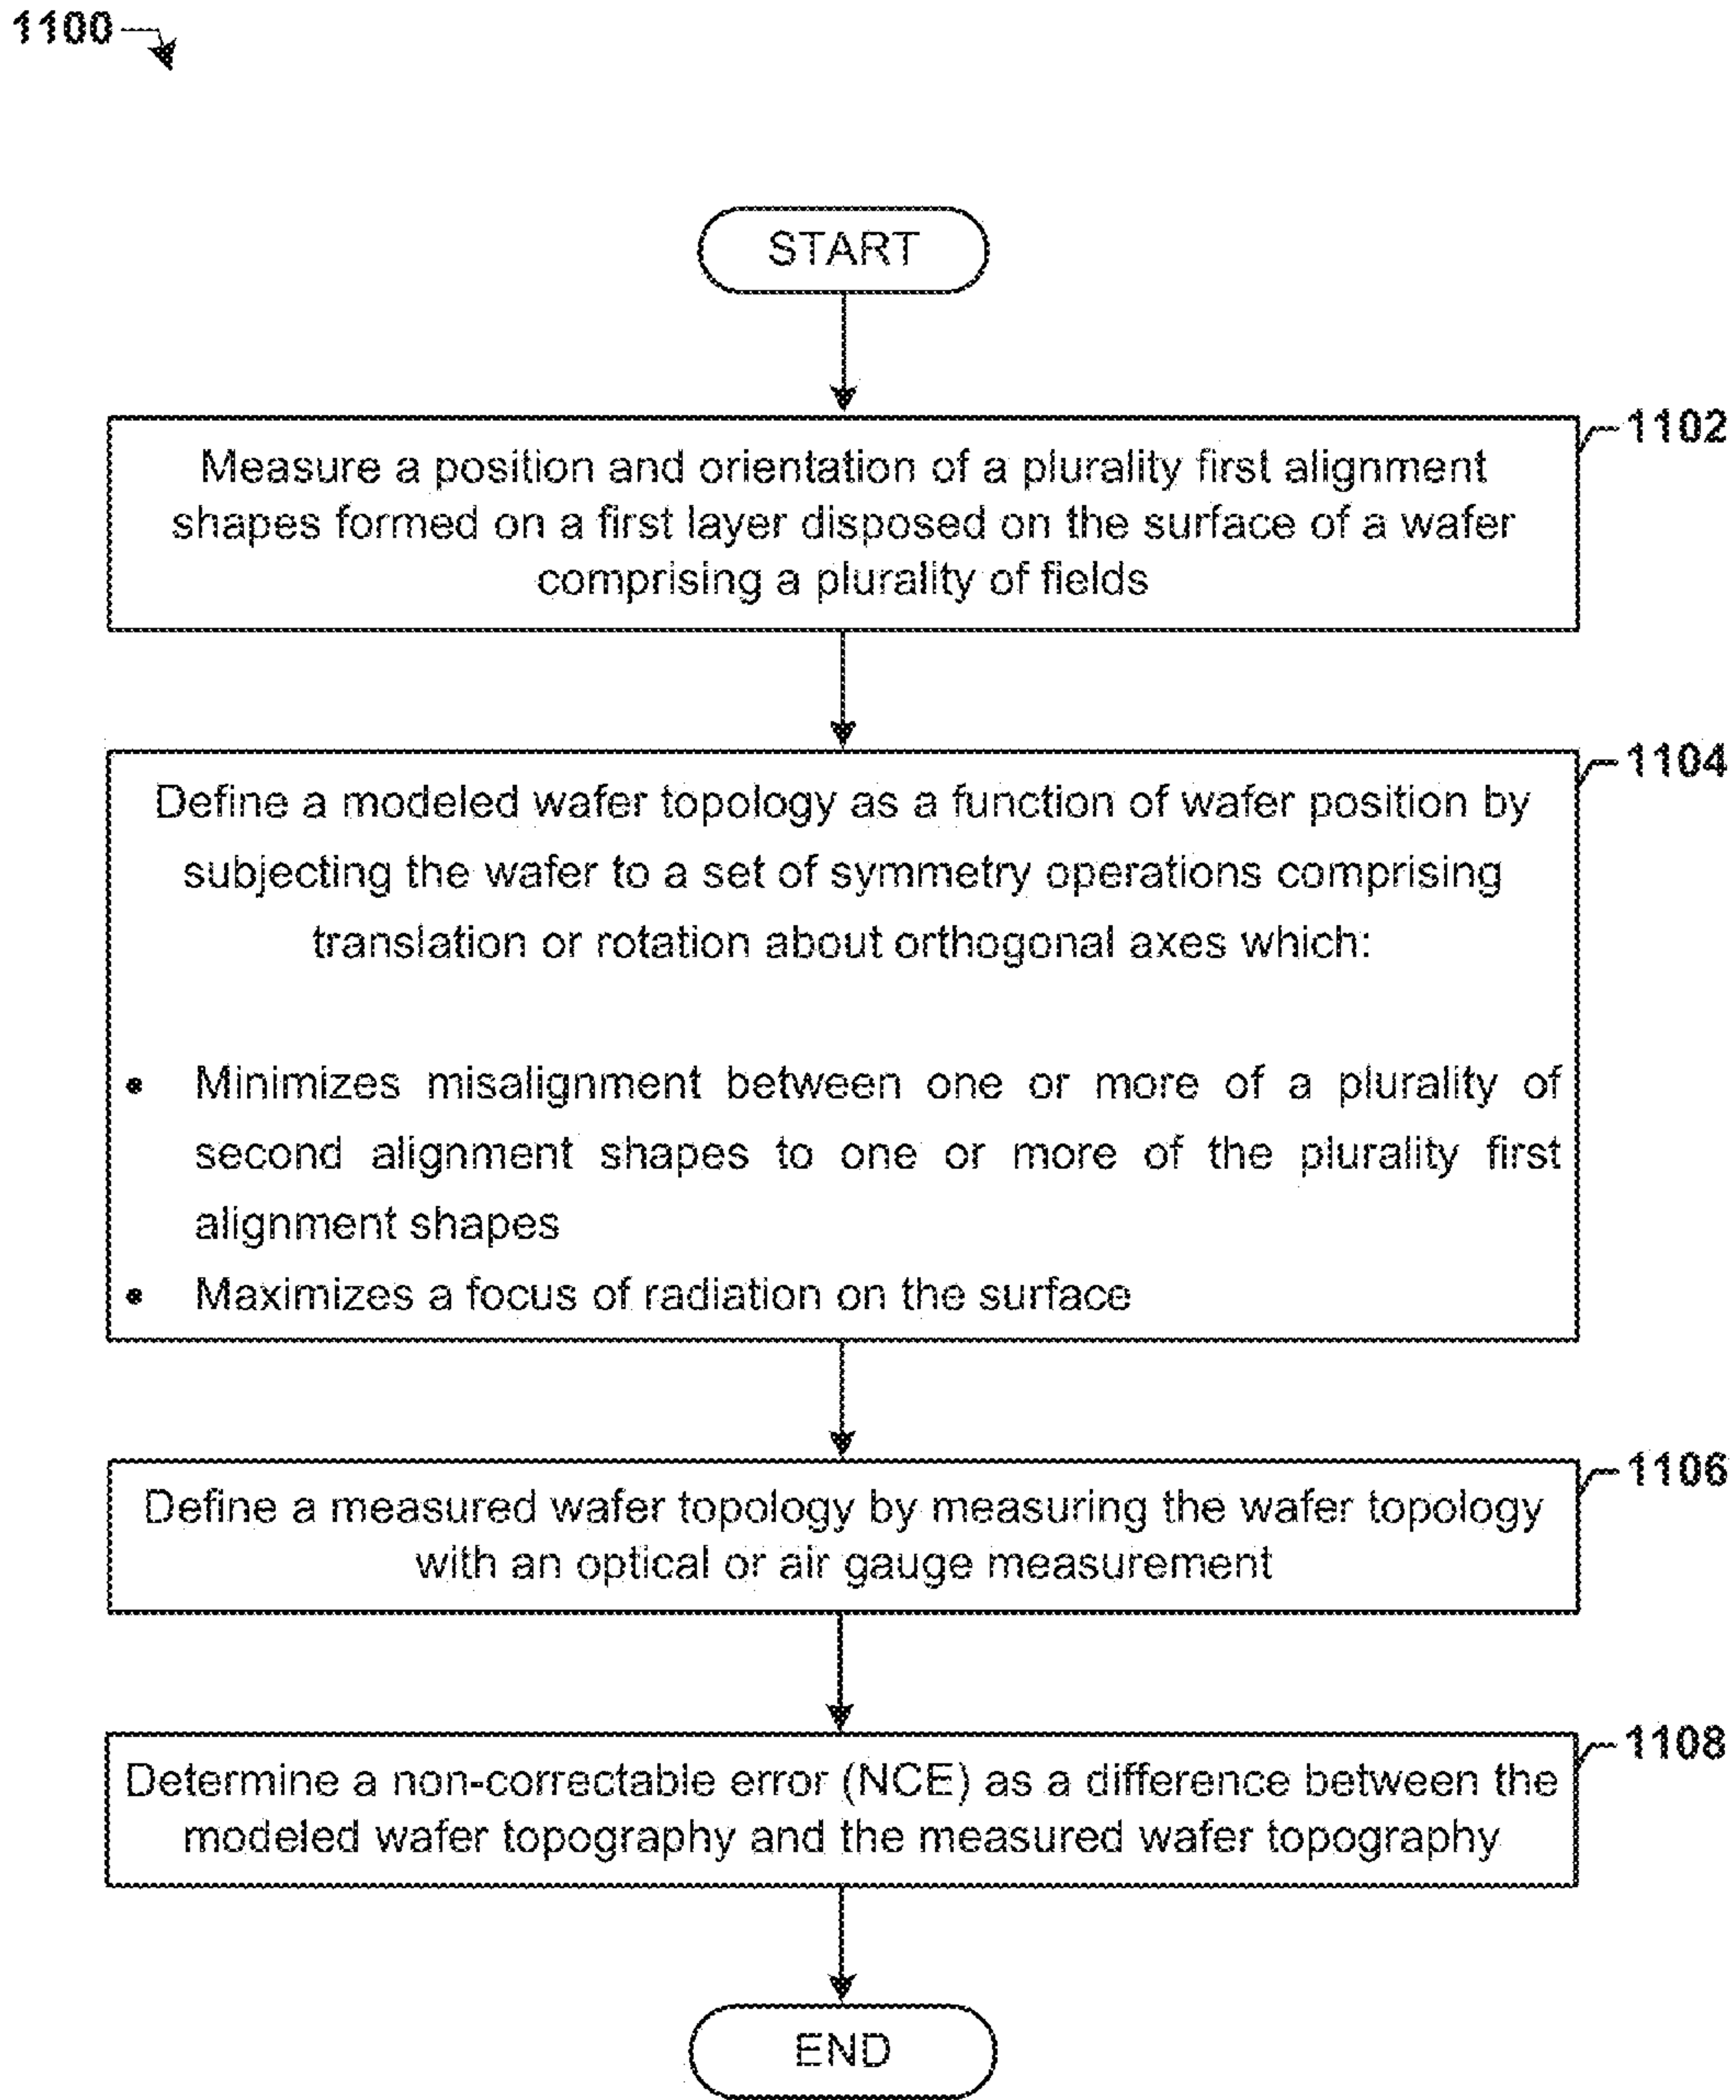 1100
START
1102
Measure a position and orientation of a plurality first alignment
shapes formed on a first layer disposed on the surface of a wafer
comprising a plurality of fields
1104
Define a modeled wafer topology as a function of wafer position by
subjecting the wafer to a set of symmetry operations comprising
translation or rotation about orthogonal axes which:
• Minimizes misalignment between one or more of a plurality of
second alignment shapes to one or more of the plurality first
alignment shapes
• Maximizes a focus of radiation on the surface
1106
Define a measured wafer topology by measuring the wafer topology
with an optical or air gauge measurement
1108
Determine a non-correctable error (NCE) as a difference between the
modeled wafer topography and the measured wafer topography
END